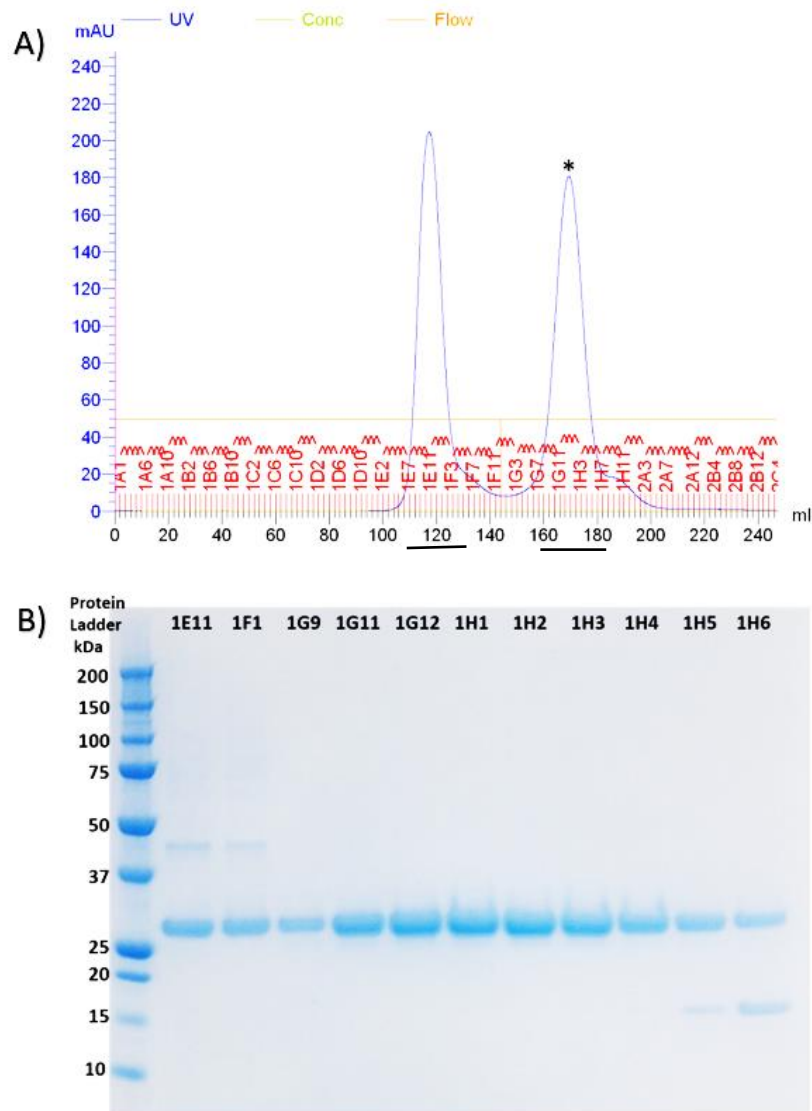 A)
mAU
UV
Conc
Flow
240
220
200
180
160
140
120
100
80
60
40
20
0
*
1A1 1A6 1A10 1B2 1B6 1B10 1C2 1C6 1C10 1D2 1D6 1D10 1E2 1E7 1E11 1F3 1F7 1F11 1G3 1G7 1G11 1H3 1H7 1H11 2A3 2A7 2A12 2B4 2B8 2B12 2C4
0 20 40 60 80 100 120 140 160 180 200 220 240 ml
B)
Protein
Ladder
kDa
1E11 1F1 1G9 1G11 1G12 1H1 1H2 1H3 1H4 1H5 1H6
200
150
100
75
50
37
25
20
15
10